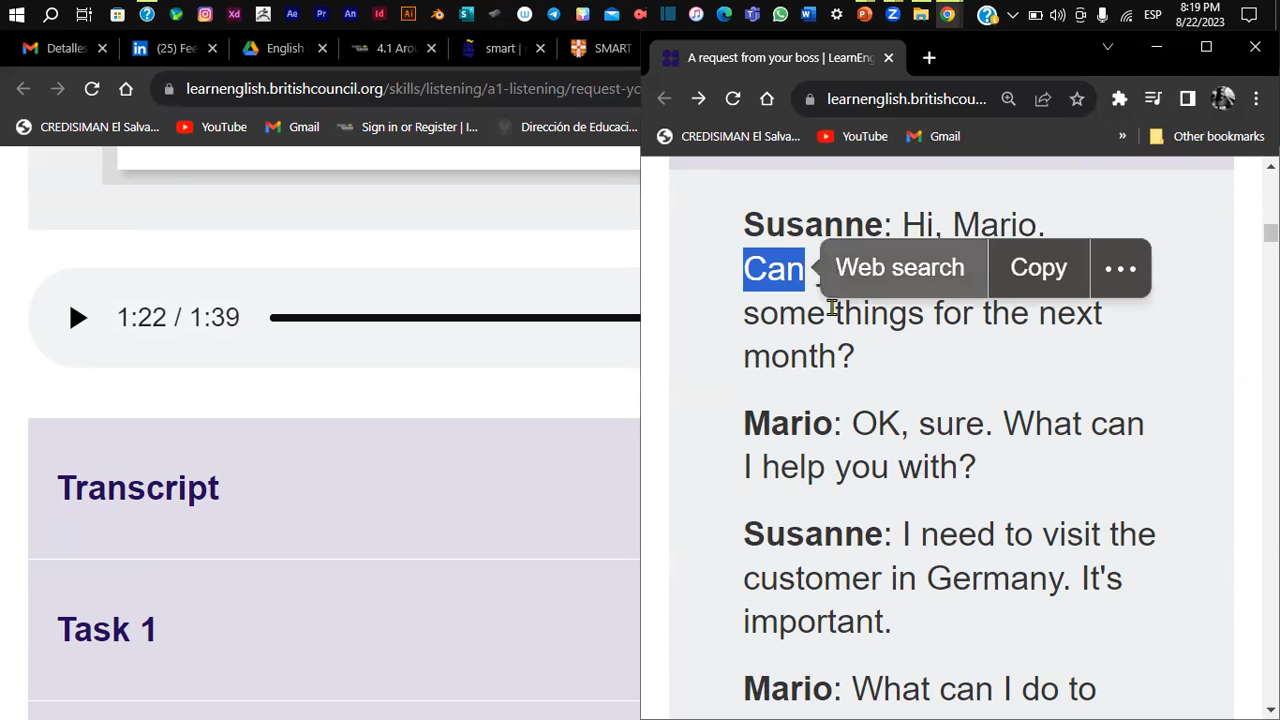 8:19 PM
ESP
8/22/2023
Detalles
(25) Fee
English
4.1 Arou
smart |
SMART
A request from your boss | LearnEng
learnenglish.britishcouncil.org/skills/listening/a1-listening/request-yo
learnenglish.britishcou...
CREDISIMAN El Salva...
YouTube
Gmail
Sign in or Register | I...
Dirección de Educaci...
CREDISIMAN El Salva...
YouTube
Gmail
»
Other bookmarks
1:22 / 1:39
Transcript
Task 1
Susanne: Hi, Mario.
Can
Web search
Copy
some things for the next
month?
Mario: OK, sure. What can
I help you with?
Susanne: I need to visit the
customer in Germany. It's
important.
Mario: What can I do to